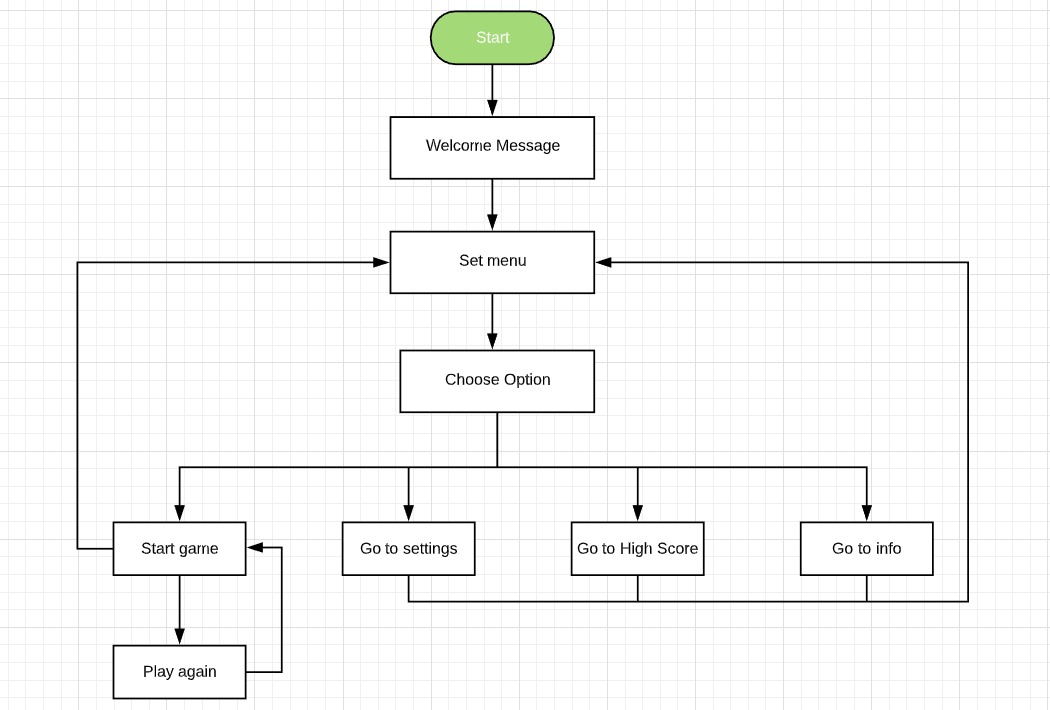 Start
Welcome Message
Set menu
Choose Option
Start game
Go to settings
Go to High Score
Go to info
Play again